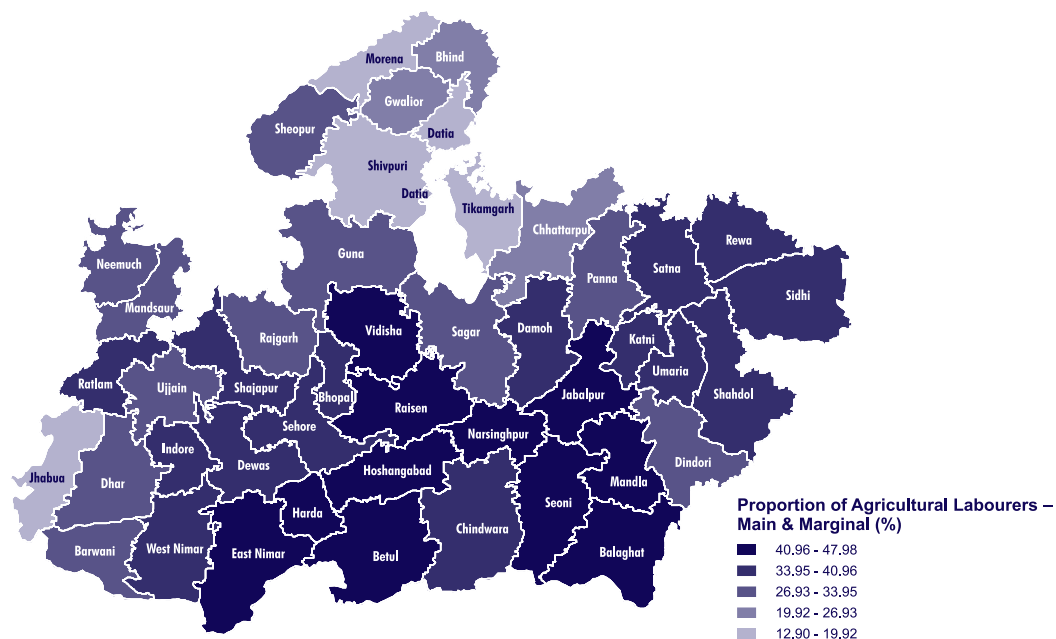 Morena
Bhind
Gwalior
Sheopur
Datia
Shivpuri
Datia
Tikamgarh
Chhattarpur
Rewa
Guna
Neemuch
Satna
Panna
Sidhi
Mandsaur
Vidisha
Sagar
Damoh
Rajgarh
Katni
Umaria
Ratlam
Ujjain
Shajapur
Bhopal
Raisen
Jabalpur
Shahdol
Sehore
Narsinghpur
Indore
Dewas
Hoshangabad
Dindori
Jhabua
Dhar
Mandla
Seoni
Harda
Chindwara
Barwani
West Nimar
East Nimar
Betul
Balaghat
Proportion of Agricultural Labourers –
Main & Marginal (%)
40.96 - 47.98
33.95 - 40.96
26.93 - 33.95
19.92 - 26.93
12.90 - 19.92